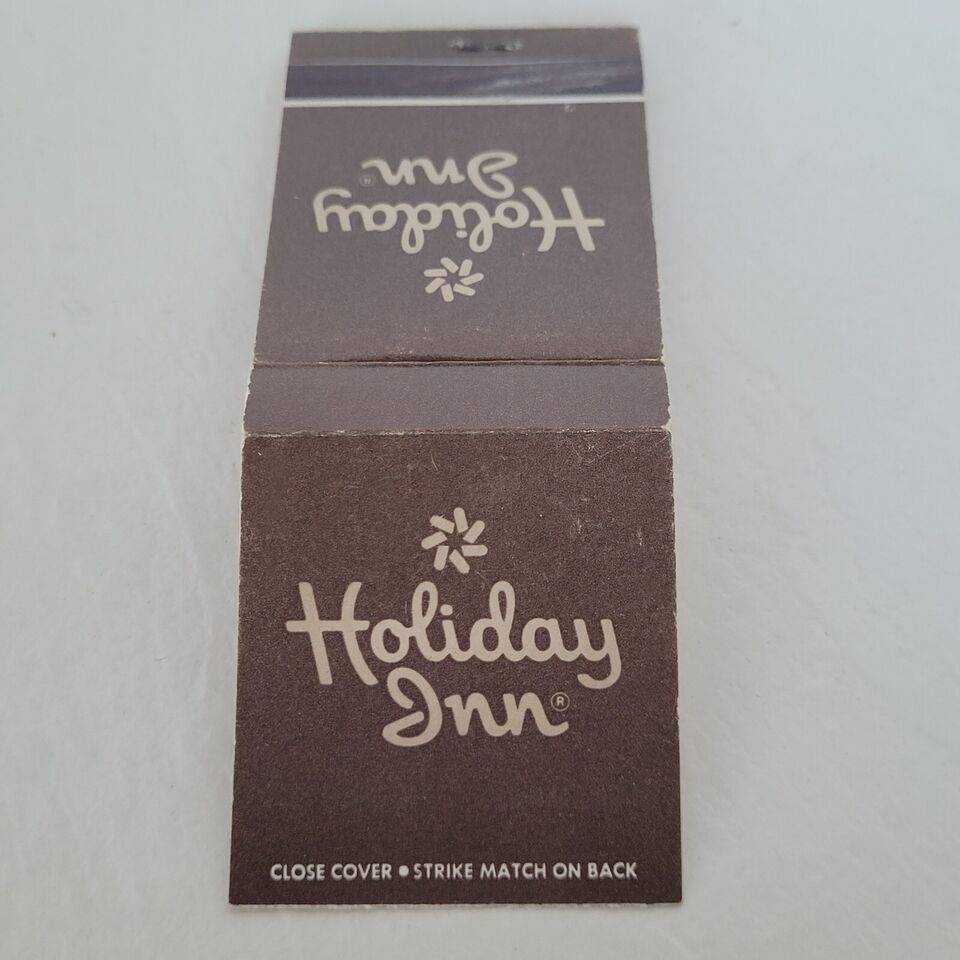 Holiday
Inn®
Holiday
Inn®
CLOSE COVER • STRIKE MATCH ON BACK